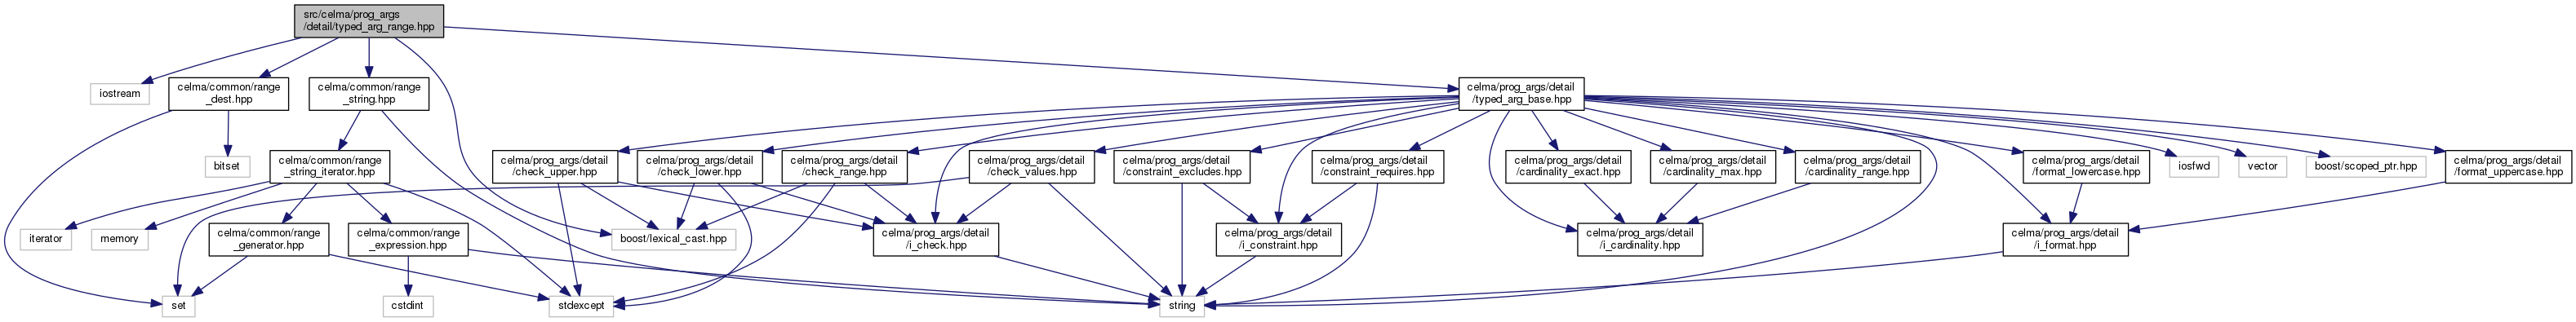 src/celma/prog_args
/detail/typed_arg_range.hpp
iostream
celma/common/range
_dest.hpp
celma/common/range
_string.hpp
celma/prog_args/detail
/typed_arg_base.hpp
bitset
celma/common/range
_string_iterator.hpp
celma/prog_args/detail
/check_upper.hpp
celma/prog_args/detail
/check_lower.hpp
celma/prog_args/detail
/check_range.hpp
celma/prog_args/detail
/check_values.hpp
celma/prog_args/detail
/constraint_excludes.hpp
celma/prog_args/detail
/constraint_requires.hpp
celma/prog_args/detail
/cardinality_exact.hpp
celma/prog_args/detail
/cardinality_max.hpp
celma/prog_args/detail
/cardinality_range.hpp
celma/prog_args/detail
/format_lowercase.hpp
iosfwd
vector
boost/scoped_ptr.hpp
celma/prog_args/detail
/format_uppercase.hpp
iterator
memory
celma/common/range
_generator.hpp
celma/common/range
_expression.hpp
boost/lexical_cast.hpp
celma/prog_args/detail
/i_check.hpp
celma/prog_args/detail
/i_constraint.hpp
celma/prog_args/detail
/i_cardinality.hpp
celma/prog_args/detail
/i_format.hpp
set
cstdint
stdexcept
string